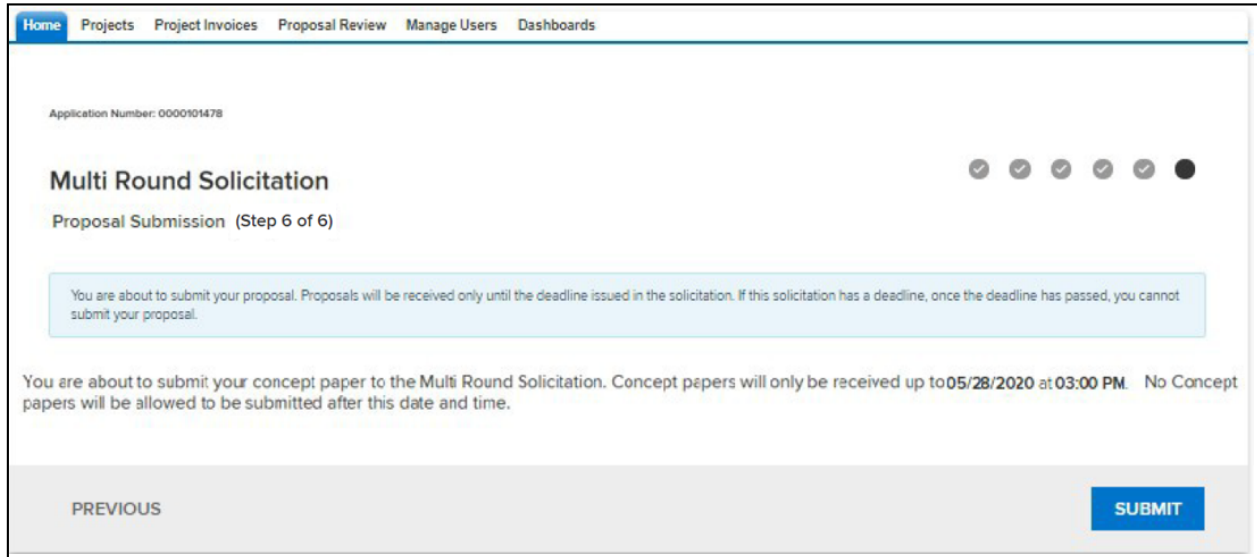 Home Projects Project Invoices Proposal Review Manage Users Dashboards
Application Number: 0000101478
Multi Round Solicitation
Proposal Submission (Step 6 of 6)
You are about to submit your proposal. Proposals will be received only until the deadline issued in the solicitation. If this solicitation has a deadline, once the deadline has passed, you cannot
submit your proposal.
You are about to submit your concept paper to the Multi Round Solicitation. Concept papers will only be received up to 05/28/2020 at 03:00 PM. No Concept
papers will be allowed to be submitted after this date and time.
PREVIOUS
SUBMIT